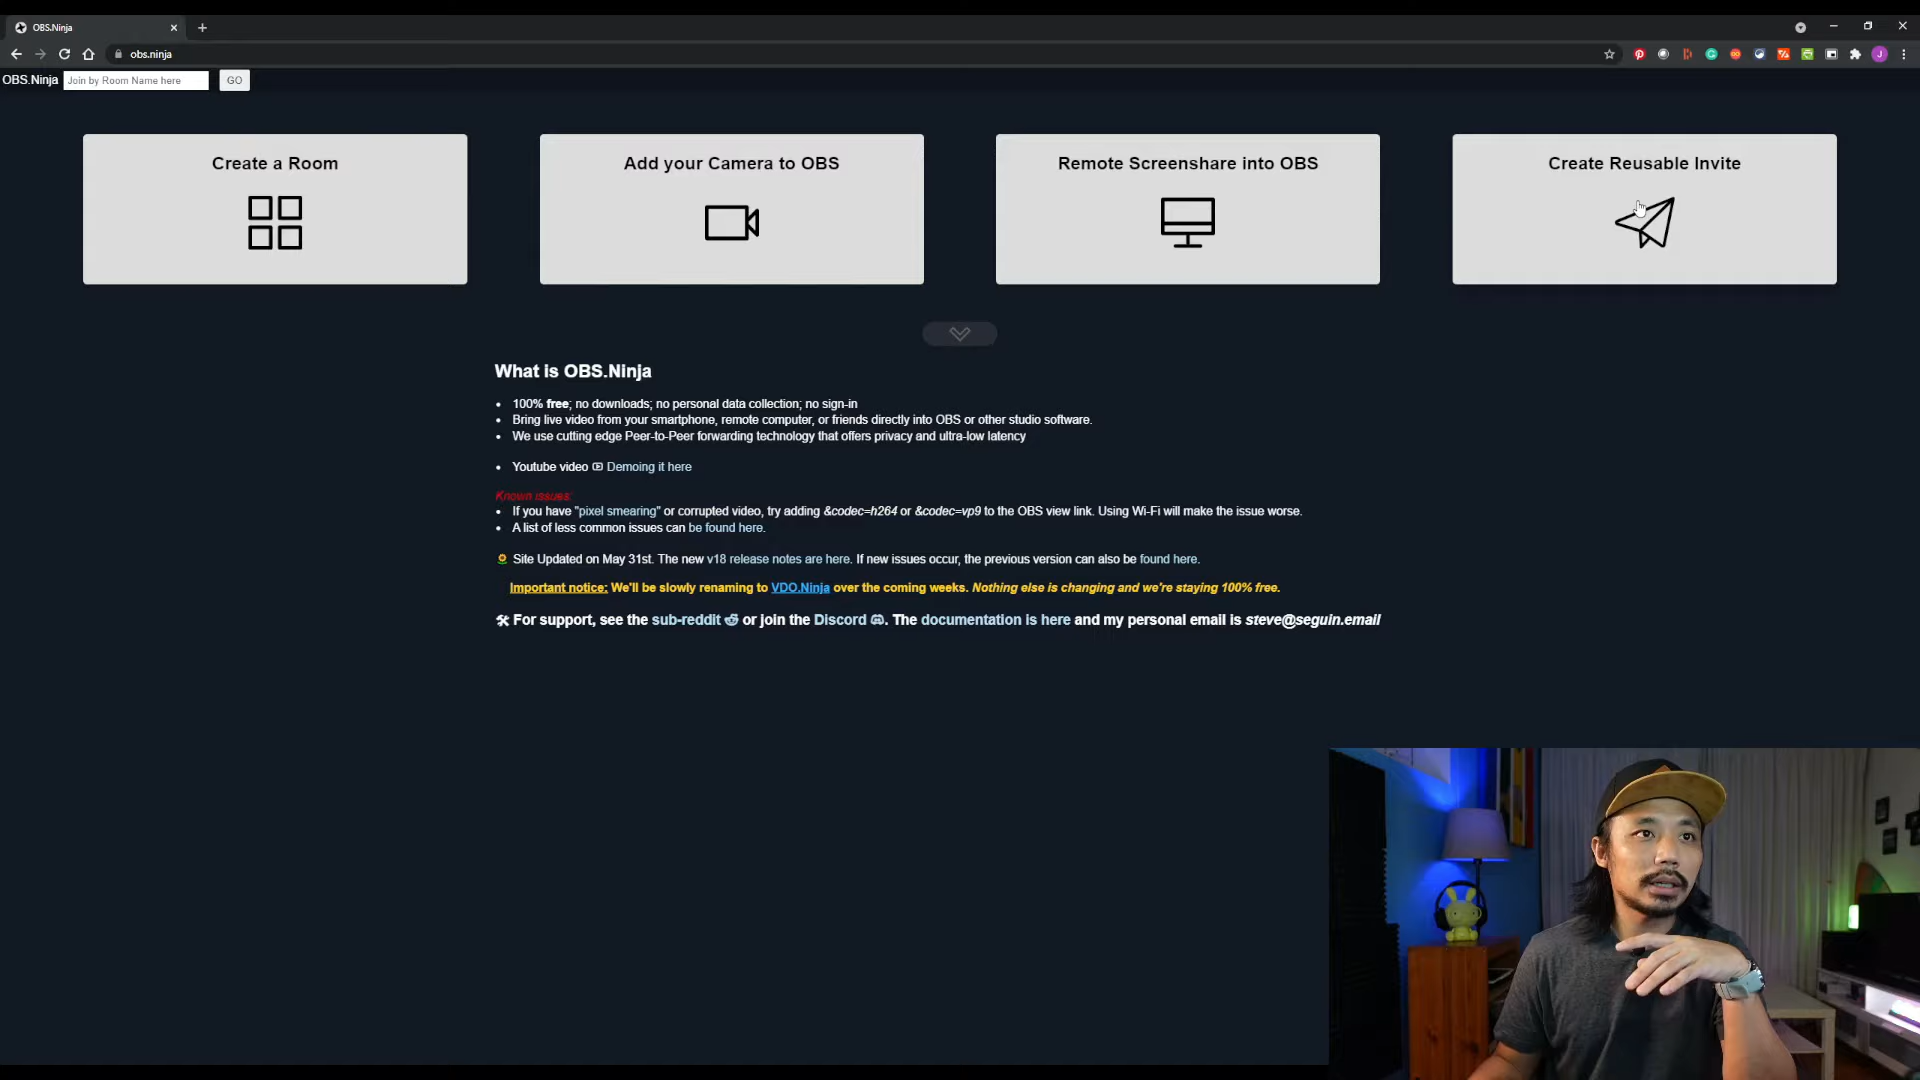 OBS.Ninja
obs.ninja
OBS.Ninja Join by Room Name here GO
Create a Room
Add your Camera to OBS
Remote Screenshare into OBS
Create Reusable Invite
What is OBS.Ninja
100% free; no downloads; no personal data collection; no sign-in
Bring live video from your smartphone, remote computer, or friends directly into OBS or other studio software.
We use cutting edge Peer-to-Peer forwarding technology that offers privacy and ultra-low latency
Youtube video Demoing it here
Known issues:
If you have "pixel smearing" or corrupted video, try adding &codec=h264 or &codec=vp9 to the OBS view link. Using Wi-Fi will make the issue worse.
A list of less common issues can be found here.
Site Updated on May 31st. The new v18 release notes are here. If new issues occur, the previous version can also be found here.
Important notice: We'll be slowly renaming to VDO.Ninja over the coming weeks. Nothing else is changing and we're staying 100% free.
For support, see the sub-reddit or join the Discord. The documentation is here and my personal email is steve@seguin.email
J